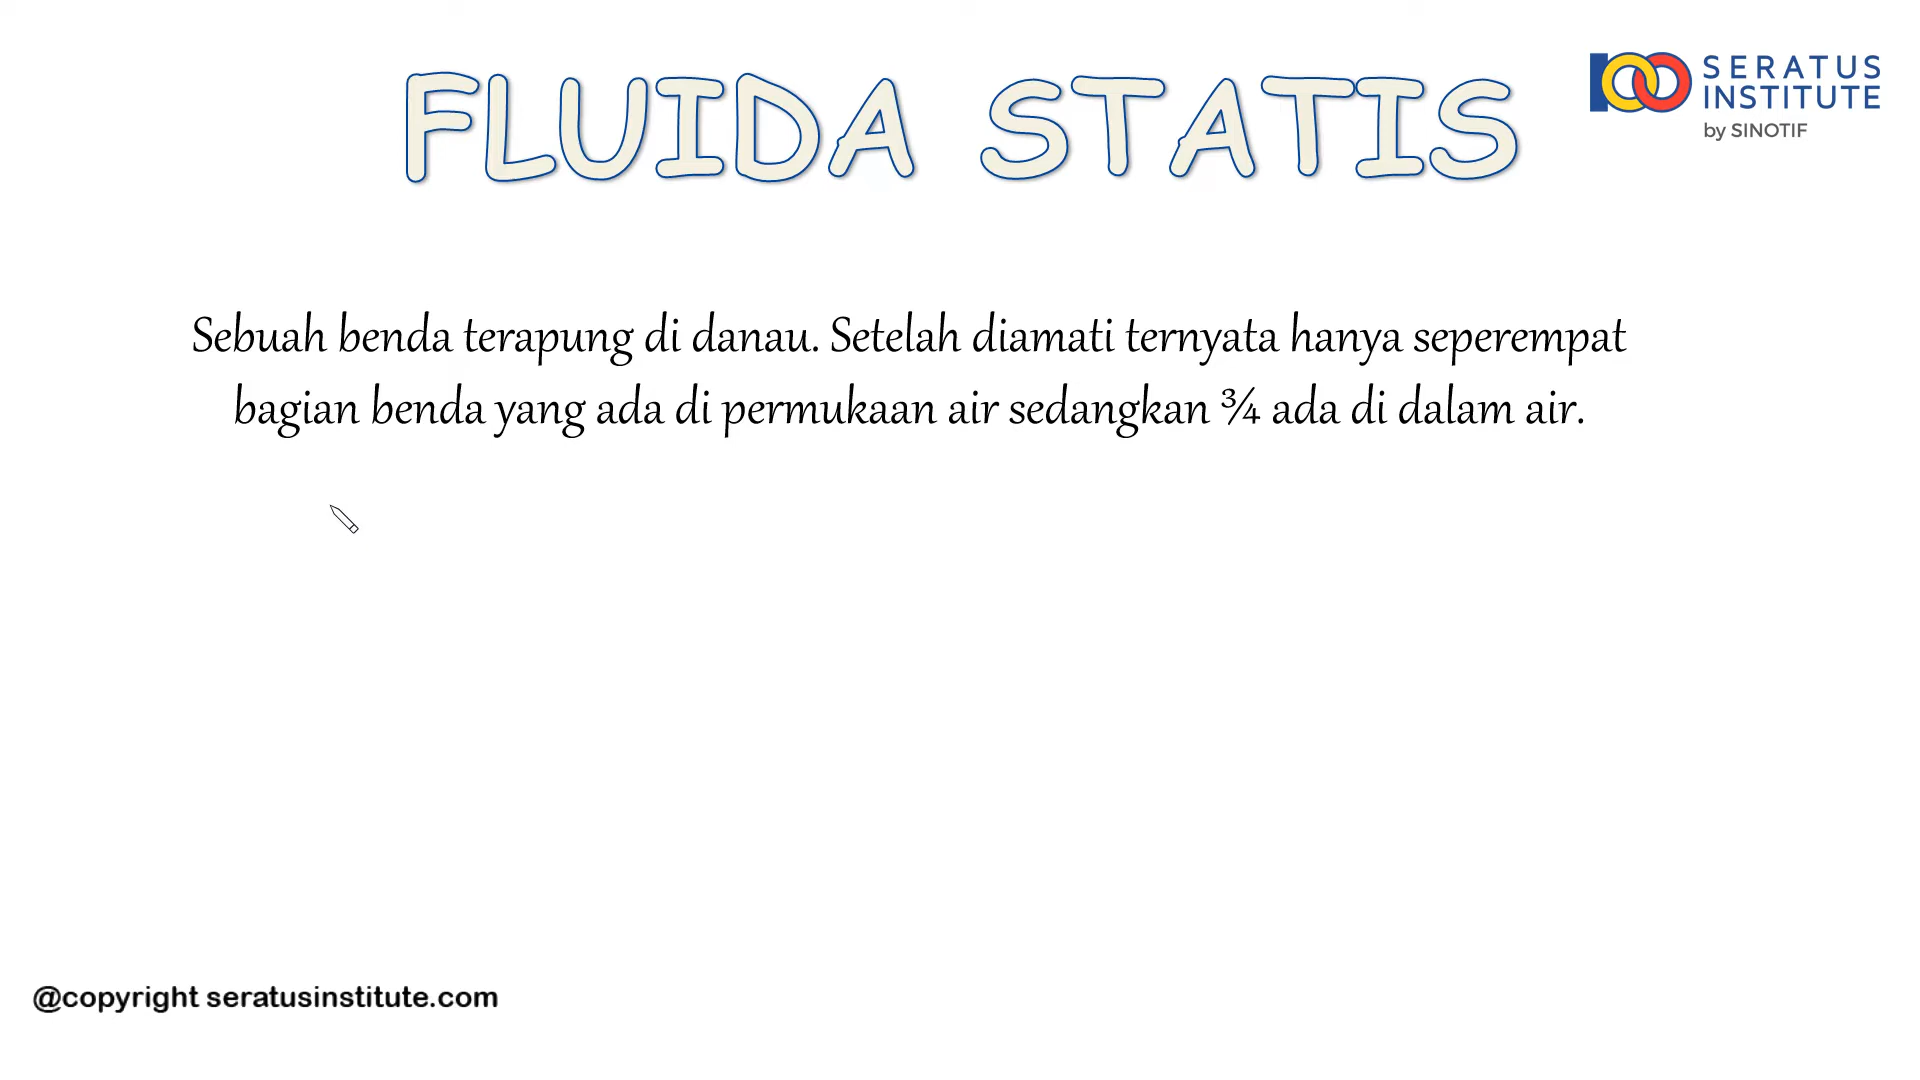 FLUIDA STATIS
SERATUS
INSTITUTE
by SINOTIF
Sebuah benda terapung di danau. Setelah diamati ternyata hanya seperempat
bagian benda yang ada di permukaan air sedangkan ¾ ada di dalam air.
@copyright seratusinstitute.com